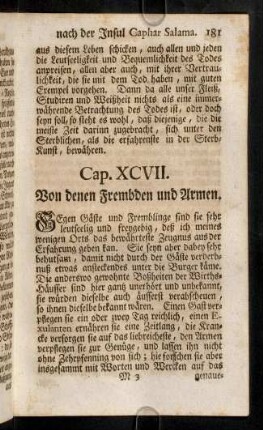 nach der Insul Caphar Salama. 181
aus diesem Leben schicken, auch allen und jeden
die Leutseligkeit und Bequemlichkeit des Todes
anpreisen, allen aber auch, mit ihrer Vertrau-
lichkeit, die sie mit dem Tod haben, mit guten
Exempel vorgehen. Dann da alle unser Fleiß,
Studiren und Weißheit nichts als eine immer-
währende Betrachtung des Todes ist, oder doch
seyn soll, so steht es wohl, daß diejenige, die die
meiste Zeit darinn zugebracht, sich unter den
Sterblichen, als die erfahrenste in der Sterb-
Kunst, bewähren.
Cap. XCVII.
Von denen Frembden und Armen.
GEgen Gäste und Fremblinge sind sie sehr
leutselig und freygebig, deß ich meines
wenigen Orts das bewährteste Zeugnus aus der
Erfahrung geben kan. Sie seyn aber dabey sehr
behutsam, damit nicht durch der Gäste verderb-
nuß etwas ansteckendes unter die Burger käme.
Die anderswo gewohnte Boßheiten der Wirths-
Häuser sind hier gantz unerhört und unbekannt,
sie würden dieselbe auch äusserst verabscheuen,
so ihnen dieselbe bekannt wären. Einen Gast ver-
pflegen sie ein oder zwey Tag reichlich, einen E-
xulanten ernähren sie eine Zeitlang, die Kran-
cke versorgen sie auf das liebreicheste, den Armen
verpflegen sie zur Genüge, und lassen ihn nicht
ohne Zehrpfenning von sich; sie forschen sie aber
insgesammt mit Worten und Wercken auf das
M 3 genaue-